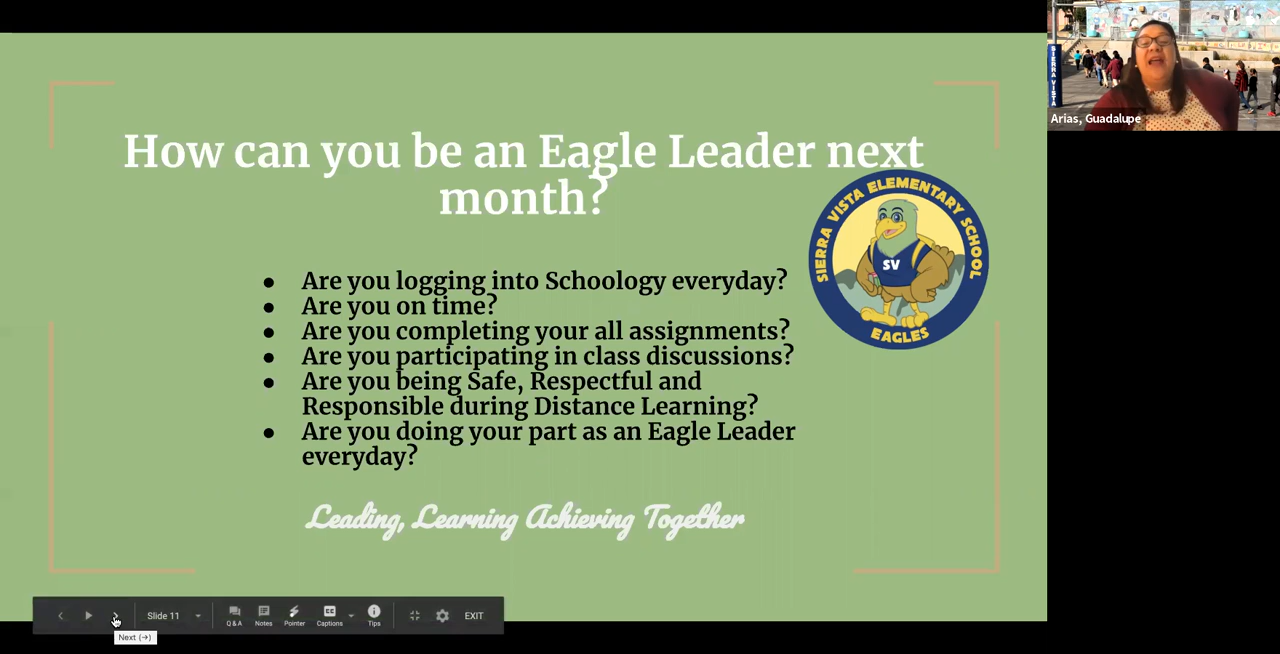 How can you be an Eagle Leader next
month?
SIERRA VISTA ELEMENTARY SCHOOL
SV
EAGLES
● Are you logging into Schoology everyday?
● Are you on time?
● Are you completing your all assignments?
● Are you participating in class discussions?
● Are you being Safe, Respectful and
Responsible during Distance Learning?
● Are you doing your part as an Eagle Leader
everyday?
Leading, Learning Achieving Together
SIERRA VISTA
Arias, Guadalupe
Slide 11
Q & A
Notes
Pointer
CC
Captions
Tips
EXIT
Next (→)